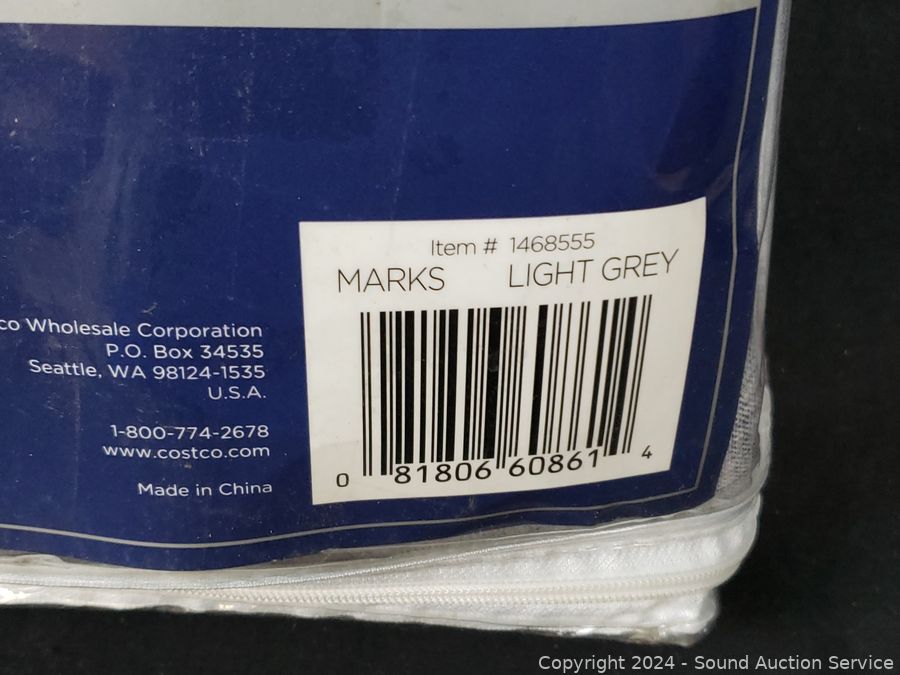 Item # 1468555
MARKS LIGHT GREY
0 81806 60861 4
co Wholesale Corporation
P.O. Box 34535
Seattle, WA 98124-1535
U.S.A.
1-800-774-2678
www.costco.com
Made in China
Copyright 2024 - Sound Auction Service